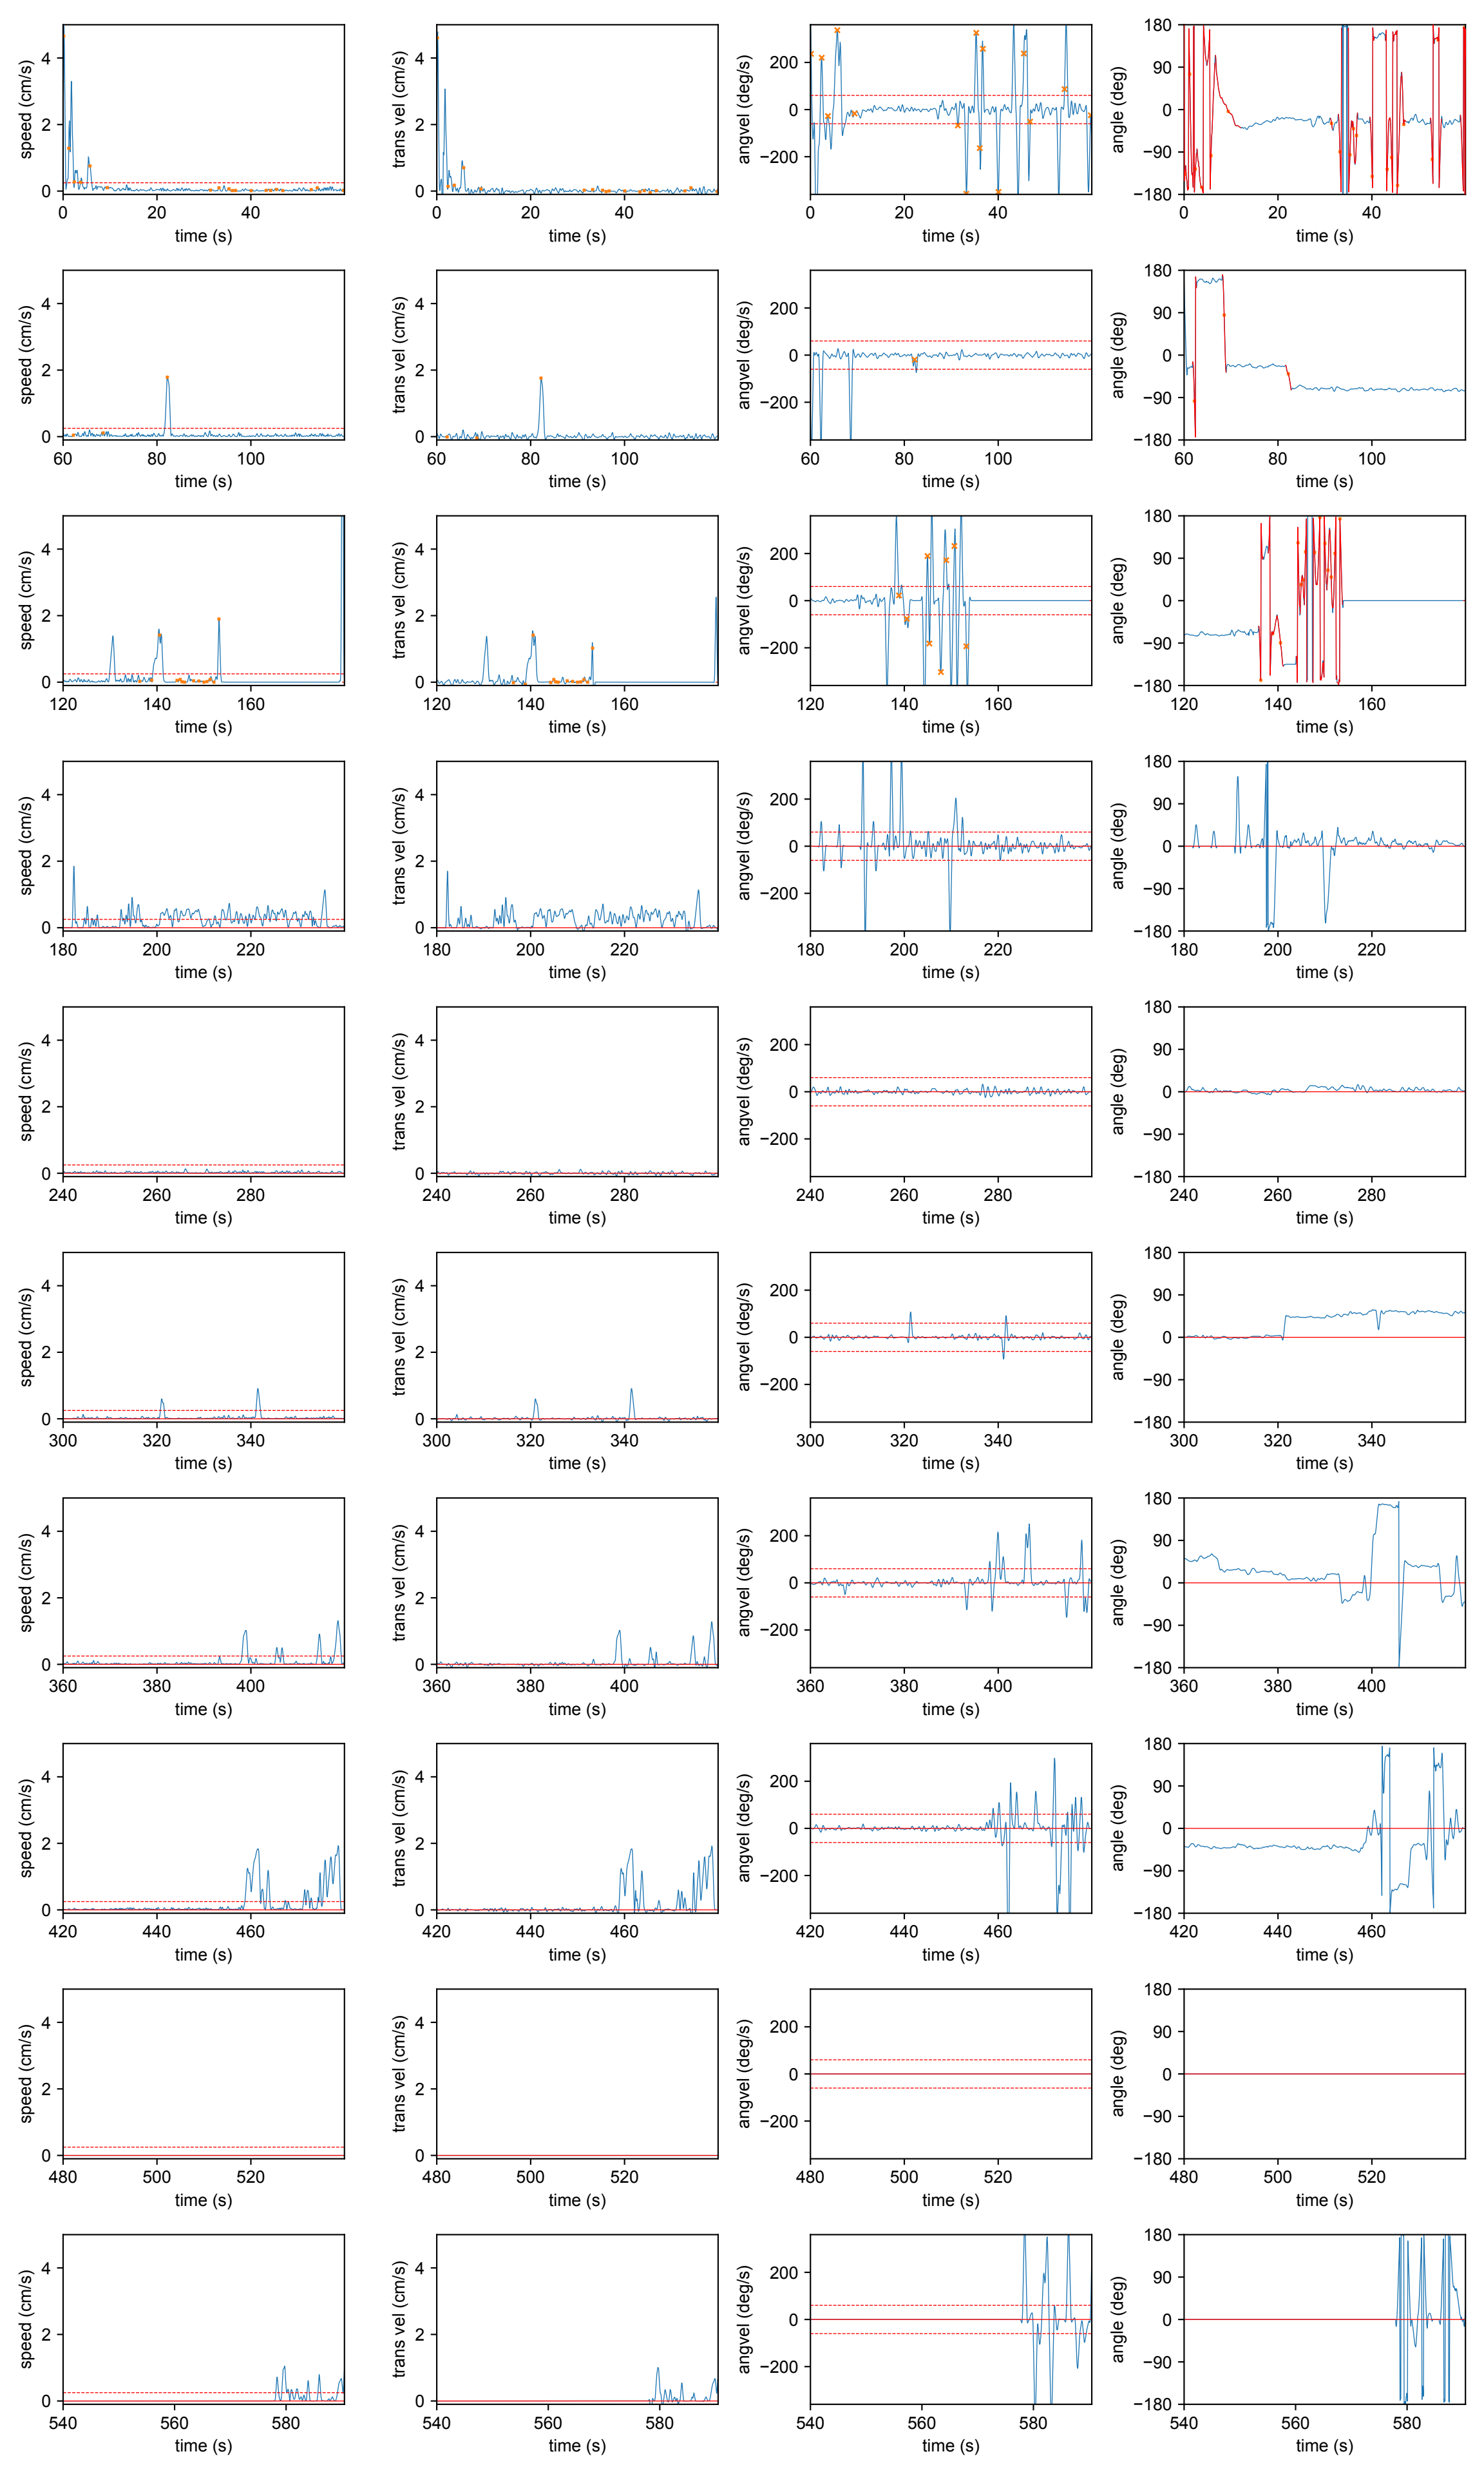 speed (cm/s) 4 2 0 0 20 40 time (s)
trans vel (cm/s) 4 2 0 0 20 40 time (s)
angvel (deg/s) 200 0 −200 0 20 40 time (s)
angle (deg) 180 90 0 −90 −180 0 20 40 time (s)
speed (cm/s) 4 2 0 60 80 100 time (s)
trans vel (cm/s) 4 2 0 60 80 100 time (s)
angvel (deg/s) 200 0 −200 60 80 100 time (s)
angle (deg) 180 90 0 −90 −180 60 80 100 time (s)
speed (cm/s) 4 2 0 120 140 160 time (s)
trans vel (cm/s) 4 2 0 120 140 160 time (s)
angvel (deg/s) 200 0 −200 120 140 160 time (s)
angle (deg) 180 90 0 −90 −180 120 140 160 time (s)
speed (cm/s) 4 2 0 180 200 220 time (s)
trans vel (cm/s) 4 2 0 180 200 220 time (s)
angvel (deg/s) 200 0 −200 180 200 220 time (s)
angle (deg) 180 90 0 −90 −180 180 200 220 time (s)
speed (cm/s) 4 2 0 240 260 280 time (s)
trans vel (cm/s) 4 2 0 240 260 280 time (s)
angvel (deg/s) 200 0 −200 240 260 280 time (s)
angle (deg) 180 90 0 −90 −180 240 260 280 time (s)
speed (cm/s) 4 2 0 300 320 340 time (s)
trans vel (cm/s) 4 2 0 300 320 340 time (s)
angvel (deg/s) 200 0 −200 300 320 340 time (s)
angle (deg) 180 90 0 −90 −180 300 320 340 time (s)
speed (cm/s) 4 2 0 360 380 400 time (s)
trans vel (cm/s) 4 2 0 360 380 400 time (s)
angvel (deg/s) 200 0 −200 360 380 400 time (s)
angle (deg) 180 90 0 −90 −180 360 380 400 time (s)
speed (cm/s) 4 2 0 420 440 460 time (s)
trans vel (cm/s) 4 2 0 420 440 460 time (s)
angvel (deg/s) 200 0 −200 420 440 460 time (s)
angle (deg) 180 90 0 −90 −180 420 440 460 time (s)
speed (cm/s) 4 2 0 480 500 520 time (s)
trans vel (cm/s) 4 2 0 480 500 520 time (s)
angvel (deg/s) 200 0 −200 480 500 520 time (s)
angle (deg) 180 90 0 −90 −180 480 500 520 time (s)
speed (cm/s) 4 2 0 540 560 580 time (s)
trans vel (cm/s) 4 2 0 540 560 580 time (s)
angvel (deg/s) 200 0 −200 540 560 580 time (s)
angle (deg) 180 90 0 −90 −180 540 560 580 time (s)